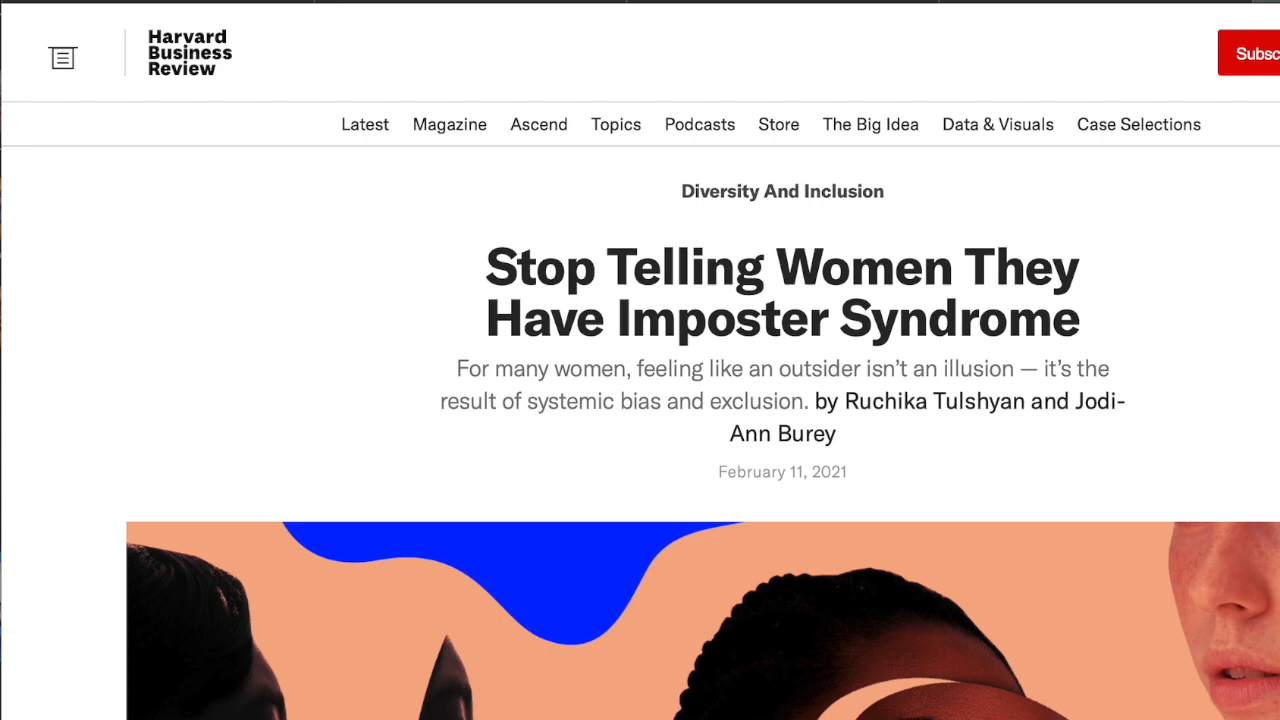 Harvard
Business
Review
Latest Magazine Ascend Topics Podcasts Store The Big Idea Data & Visuals Case Selections
Diversity And Inclusion
Stop Telling Women They
Have Imposter Syndrome
For many women, feeling like an outsider isn't an illusion — it's the
result of systemic bias and exclusion. by Ruchika Tulshyan and Jodi-
Ann Burey
February 11, 2021